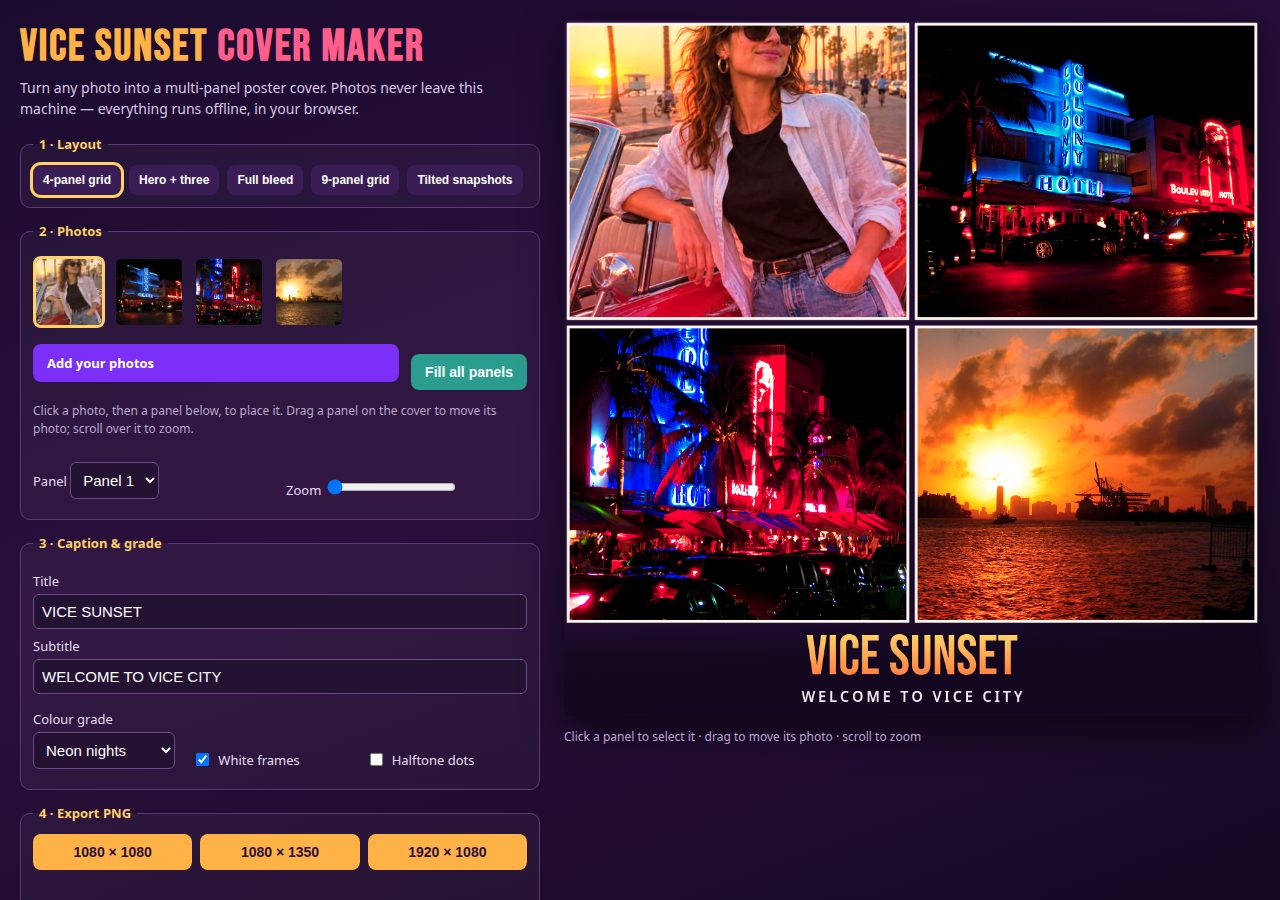 VICE SUNSET COVER MAKER
Turn any photo into a multi-panel poster cover. Photos never leave this
machine — everything runs offline, in your browser.
1 · Layout
4-panel grid
Hero + three
Full bleed
9-panel grid
Tilted snapshots
2 · Photos
Add your photos
Fill all panels
Click a photo, then a panel below, to place it. Drag a panel on the cover to move its
photo; scroll over it to zoom.
Panel
Panel 1
Zoom
3 · Caption & grade
Title
VICE SUNSET
Subtitle
WELCOME TO VICE CITY
Colour grade
Neon nights
White frames
Halftone dots
4 · Export PNG
1080 × 1080
1080 × 1350
1920 × 1080
COLONY
HOTEL
BOULEVARD HOTEL
VICE SUNSET
WELCOME TO VICE CITY
Click a panel to select it · drag to move its photo · scroll to zoom